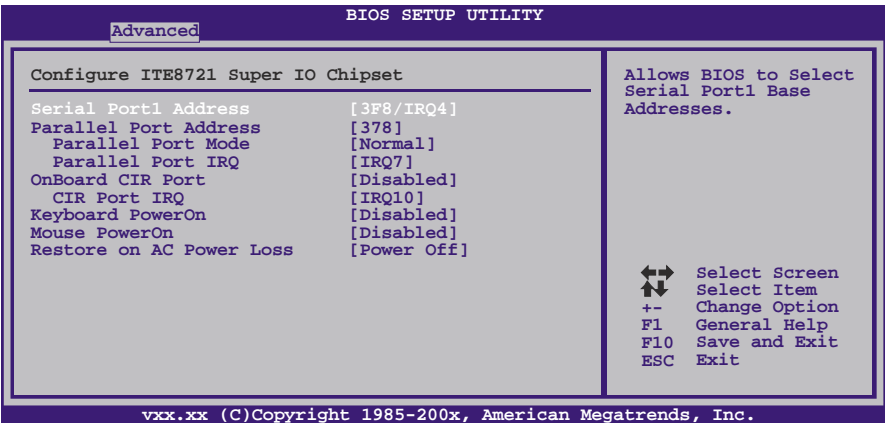 BIOS SETUP UTILITY
Advanced
Configure ITE8721 Super IO Chipset
Serial Port1 Address [3F8/IRQ4]
Parallel Port Address [378]
Parallel Port Mode [Normal]
Parallel Port IRQ [IRQ7]
OnBoard CIR Port [Disabled]
CIR Port IRQ [IRQ10]
Keyboard PowerOn [Disabled]
Mouse PowerOn [Disabled]
Restore on AC Power Loss [Power Off]
Allows BIOS to Select
Serial Port1 Base
Addresses.
Select Screen
Select Item
+- Change Option
F1 General Help
F10 Save and Exit
ESC Exit
vxx.xx (C)Copyright 1985-200x, American Megatrends, Inc.